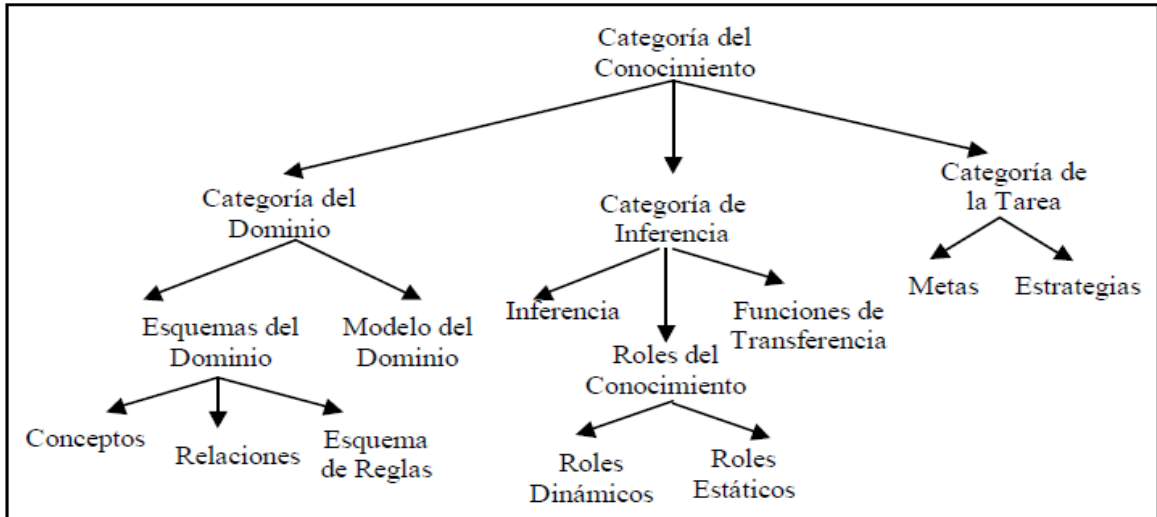 Categoría del
Conocimiento
Categoría del
Dominio
Categoría de
Inferencia
Categoría de
la Tarea
Esquemas del
Dominio
Modelo del
Dominio
Inferencia
Funciones de
Transferencia
Metas
Estrategias
Roles del
Conocimiento
Conceptos
Relaciones
Esquema
de Reglas
Roles
Dinámicos
Roles
Estáticos